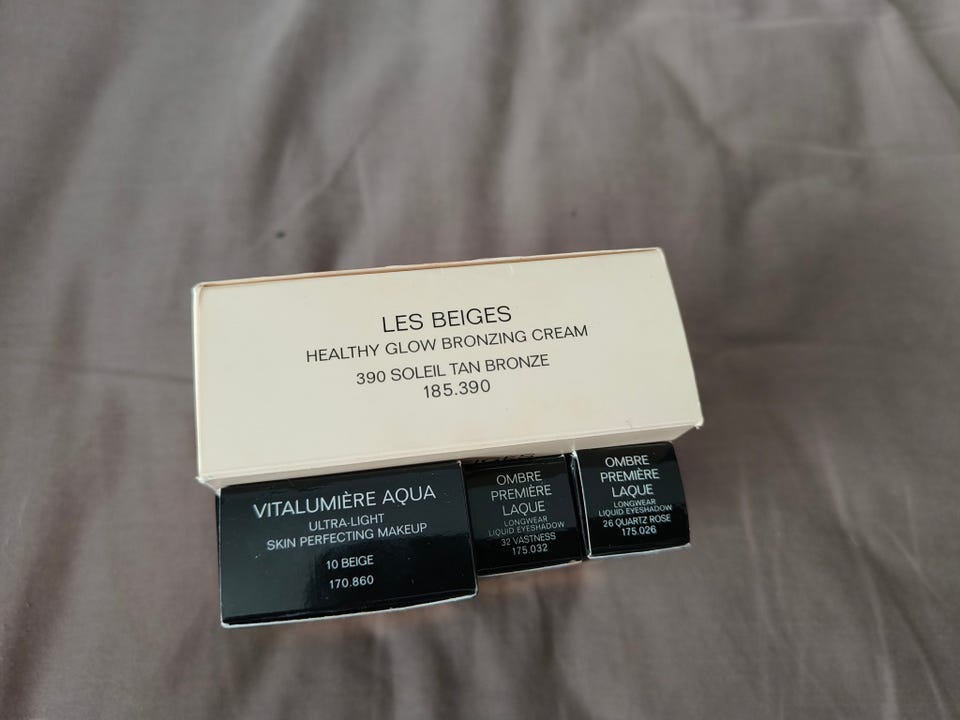 LES BEIGES
HEALTHY GLOW BRONZING CREAM
390 SOLEIL TAN BRONZE
185.390
VITALUMIÈRE AQUA
ULTRA-LIGHT
SKIN PERFECTING MAKEUP
10 BEIGE
170.860
OMBRE
PREMIÈRE
LAQUE
LONGWEAR
LIQUID EYESHADOW
32 VASTNESS
175.032
OMBRE
PREMIÈRE
LAQUE
LONGWEAR
LIQUID EYESHADOW
26 QUARTZ ROSE
175.026